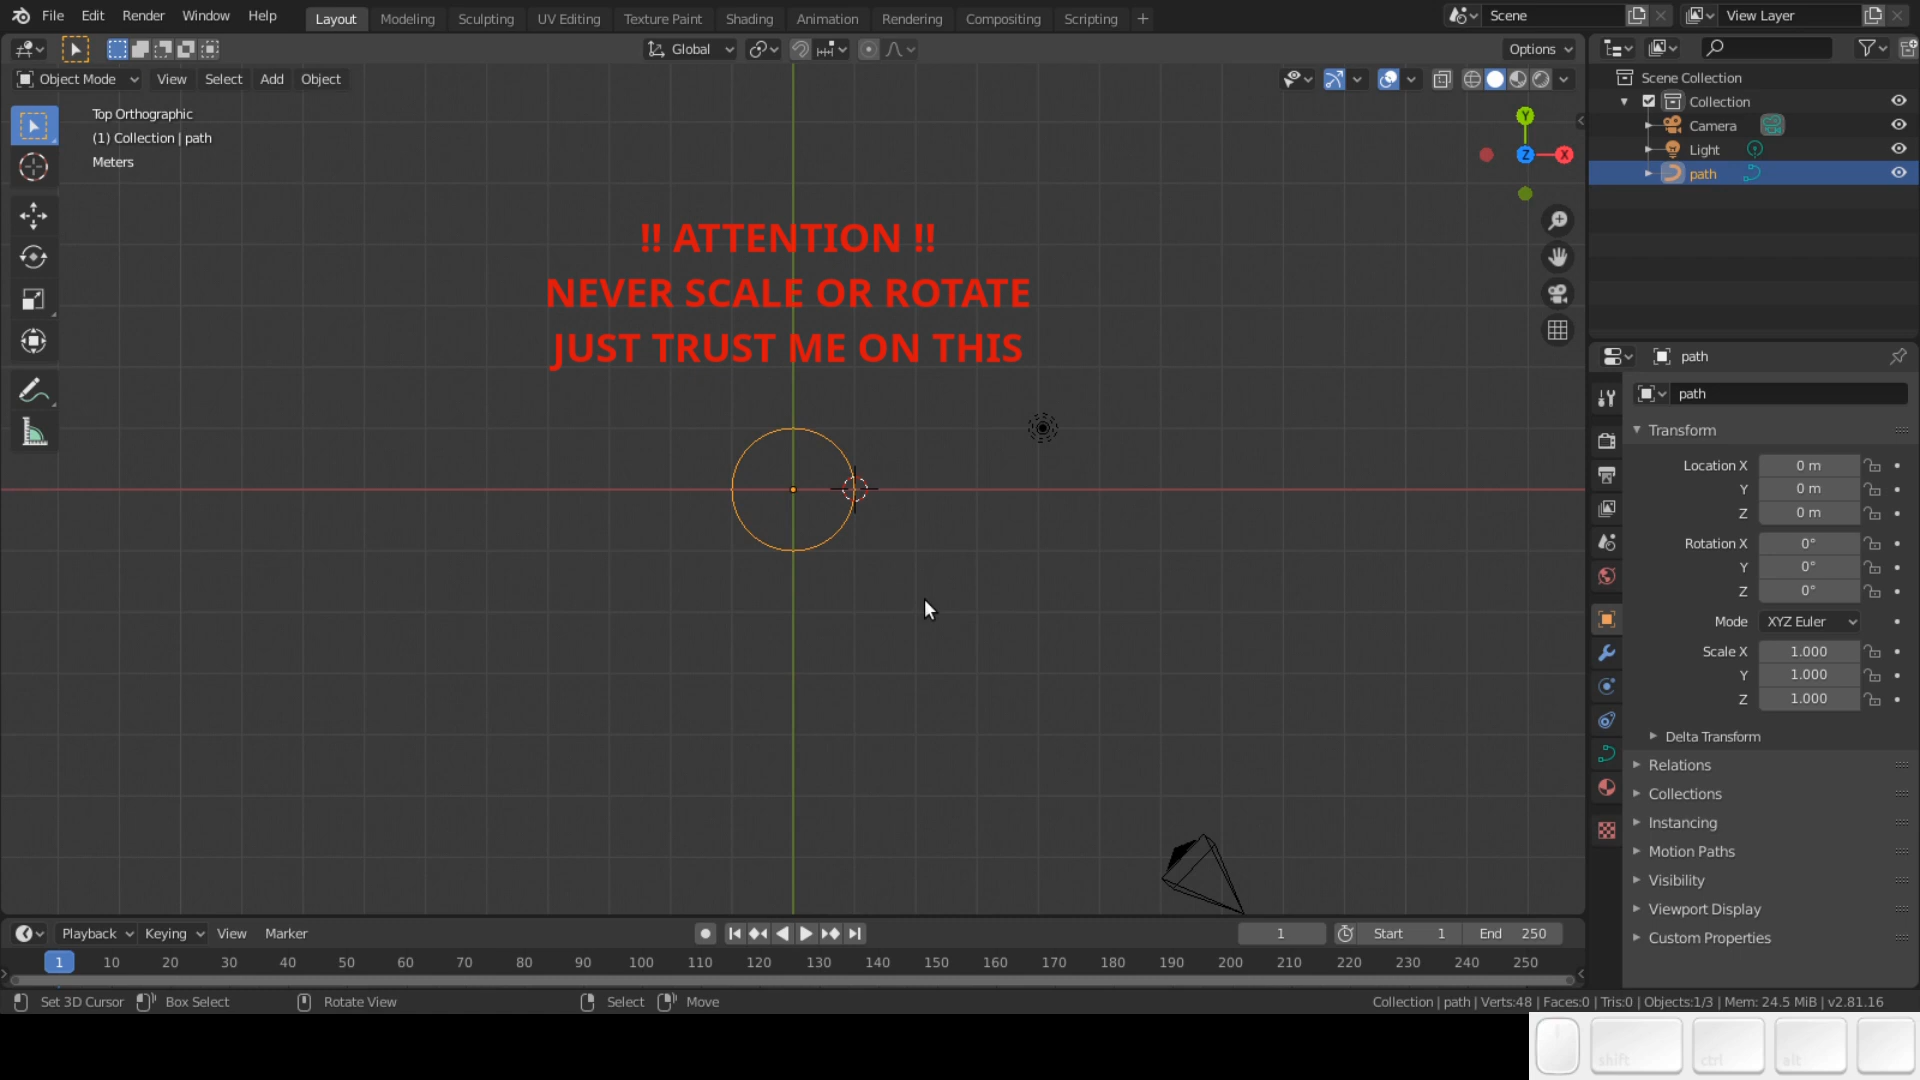 File Edit Render Window Help Layout Modeling Sculpting UV Editing Texture Paint Shading Animation Rendering Compositing Scripting + Scene View Layer
Global Options
Object Mode View Select Add Object
Top Orthographic
(1) Collection | path
Meters
Y
Z
X
!! ATTENTION !!
NEVER SCALE OR ROTATE
JUST TRUST ME ON THIS
Scene Collection
Collection
Camera
Light
path
path
path
Transform
Location X 0 m
Y 0 m
Z 0 m
Rotation X 0°
Y 0°
Z 0°
Mode XYZ Euler
Scale X 1.000
Y 1.000
Z 1.000
Delta Transform
Relations
Collections
Instancing
Motion Paths
Visibility
Viewport Display
Custom Properties
Playback Keying View Marker 1 Start 1 End 250
1 10 20 30 40 50 60 70 80 90 100 110 120 130 140 150 160 170 180 190 200 210 220 230 240 250
Set 3D Cursor Box Select Rotate View Select Move Collection | path | Verts:48 | Faces:0 | Tris:0 | Objects:1/3 | Mem: 24.5 MiB | v2.81.16
shift ctrl alt